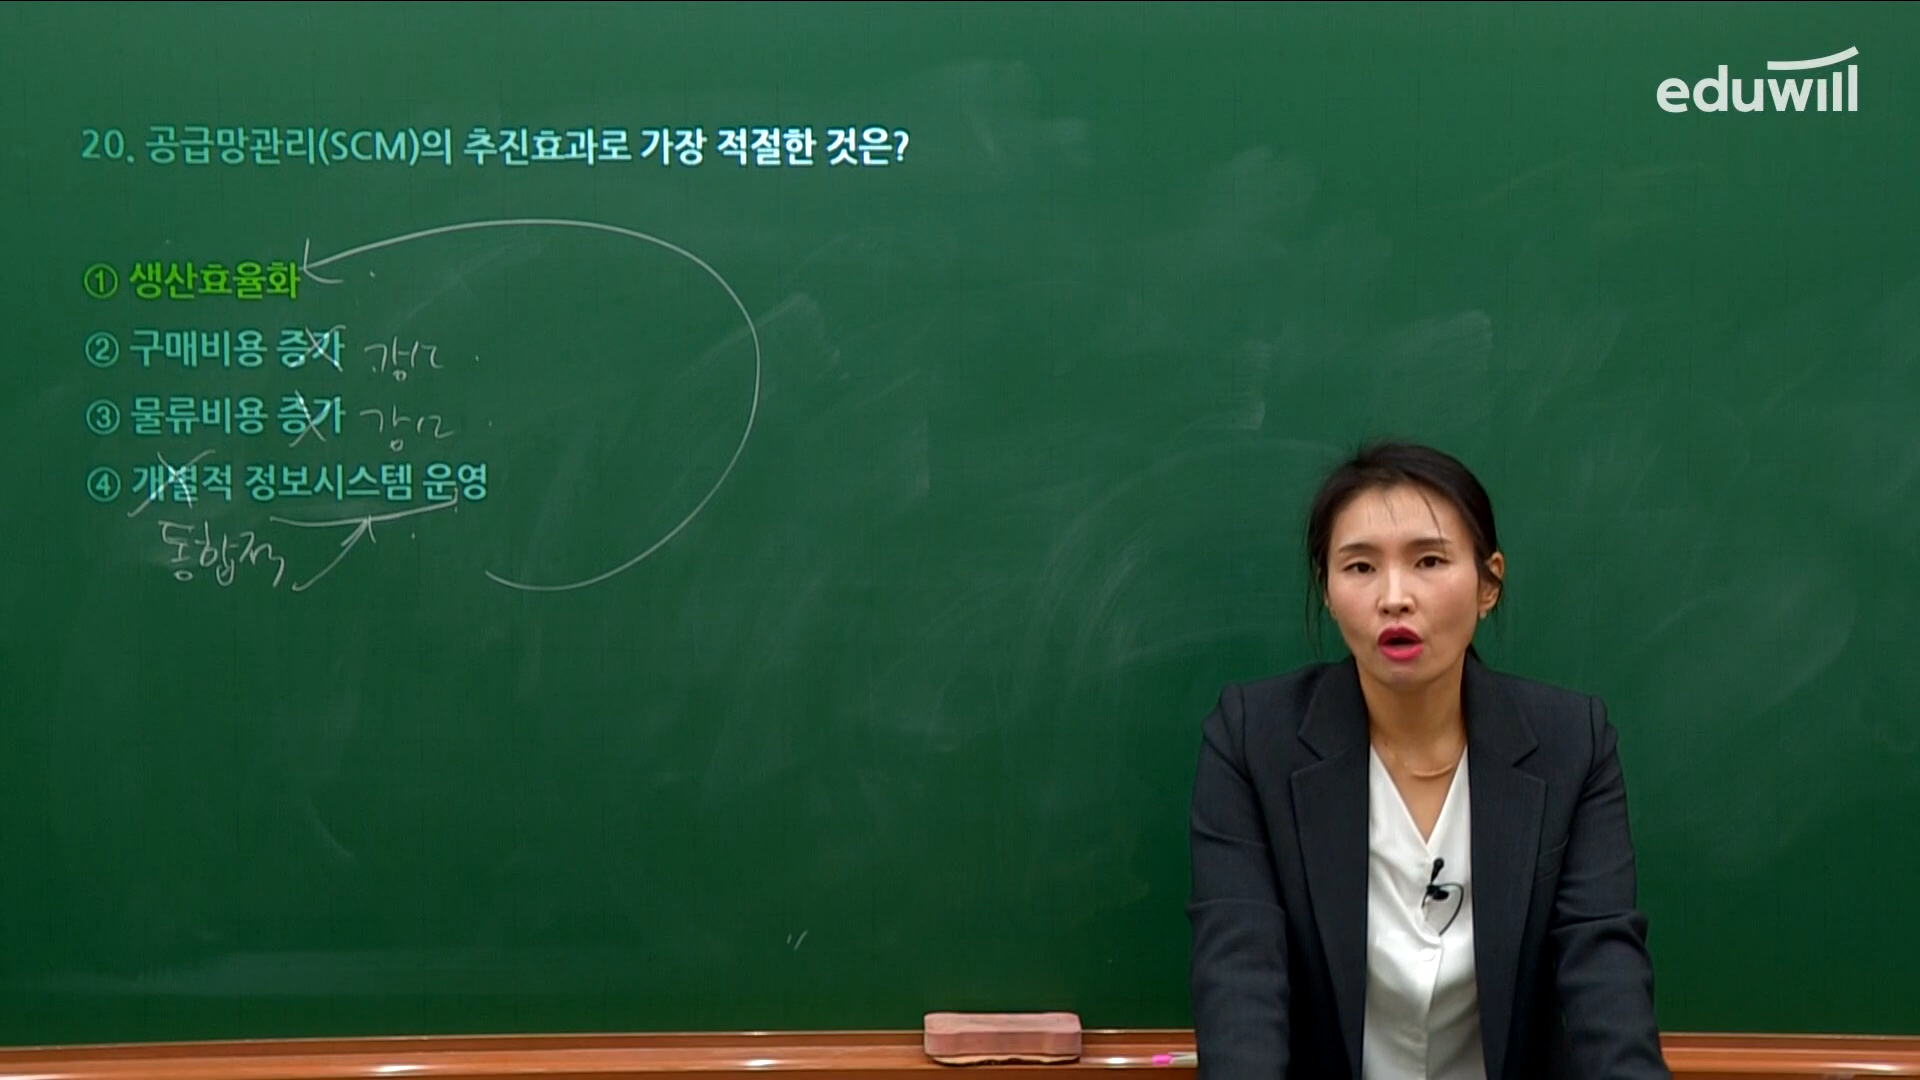 eduwill
20. 공급망관리(SCM)의 추진효과로 가장 적절한 것은?
① 생산효율화
② 구매비용 증가 감소
③ 물류비용 증가 감소
④ 개별적 정보시스템 운영
통합적